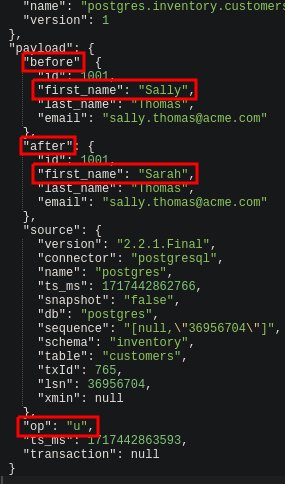 "name": "postgres.inventory.customers
"version": 1
},
"payload": {
"before": {
"id": 1001,
"first_name": "Sally",
"last_name": "Thomas",
"email": "sally.thomas@acme.com"
},
"after": {
"id": 1001,
"first_name": "Sarah",
"last_name": "Thomas",
"email": "sally.thomas@acme.com"
},
"source": {
"version": "2.2.1.Final",
"connector": "postgresql",
"name": "postgres",
"ts_ms": 1717442862766,
"snapshot": "false",
"db": "postgres",
"sequence": "[null,\"36956704\"]",
"schema": "inventory",
"table": "customers",
"txId": 765,
"lsn": 36956704,
"xmin": null
},
"op": "u",
"ts_ms": 1717442863593,
"transaction": null
}